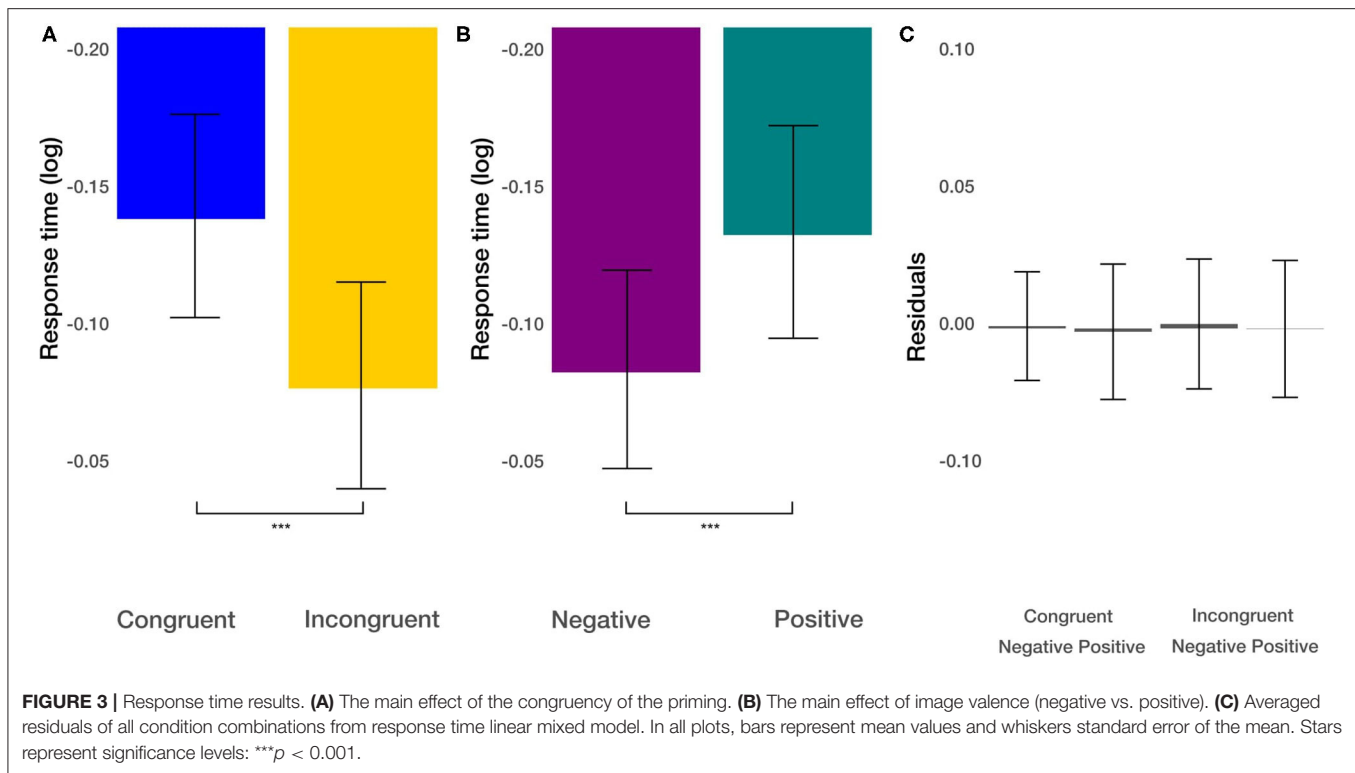 A
Response time (log)
-0.20
-0.15
-0.10
-0.05
***
Congruent Incongruent
B
Response time (log)
-0.20
-0.15
-0.10
-0.05
***
Negative Positive
C
Residuals
0.10
0.05
0.00
-0.10
Congruent Incongruent
Negative Positive Negative Positive
FIGURE 3 | Response time results. (A) The main effect of the congruency of the priming. (B) The main effect of image valence (negative vs. positive). (C) Averaged
residuals of all condition combinations from response time linear mixed model. In all plots, bars represent mean values and whiskers standard error of the mean. Stars
represent significance levels: ***p < 0.001.